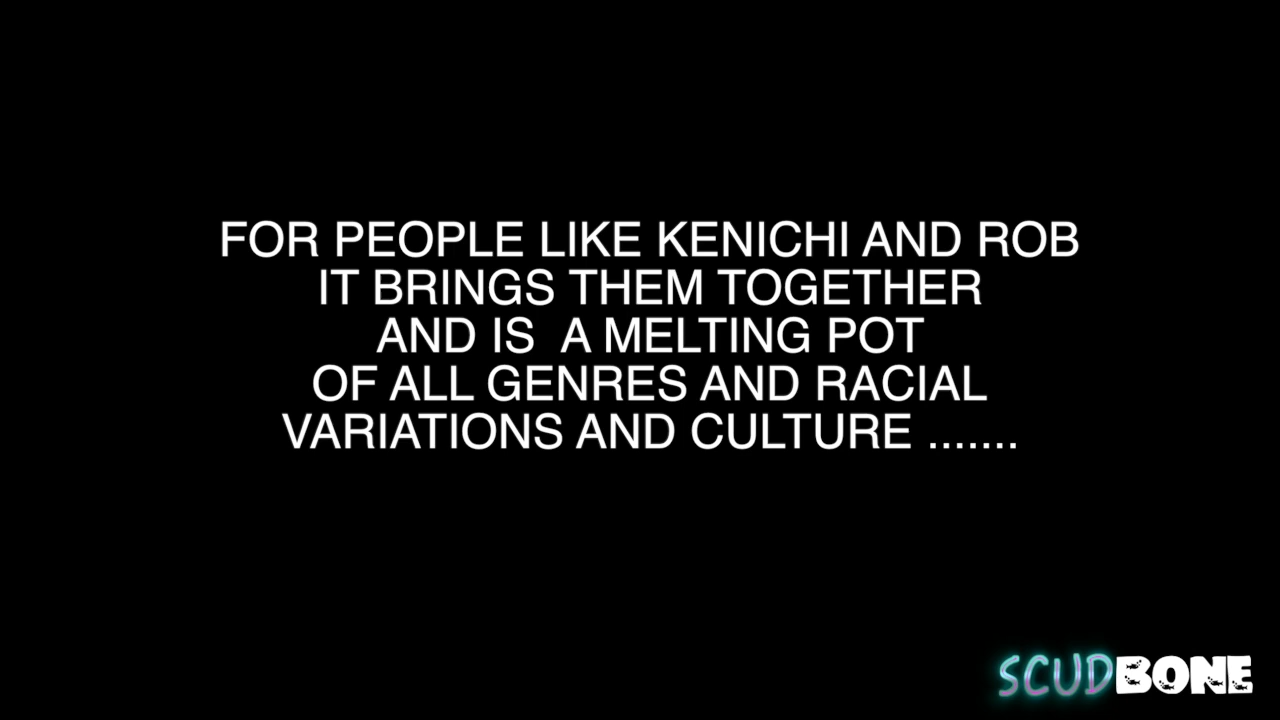 FOR PEOPLE LIKE KENICHI AND ROB
IT BRINGS THEM TOGETHER
AND IS  A MELTING POT
OF ALL GENRES AND RACIAL
VARIATIONS AND CULTURE .......
SCUDBONE